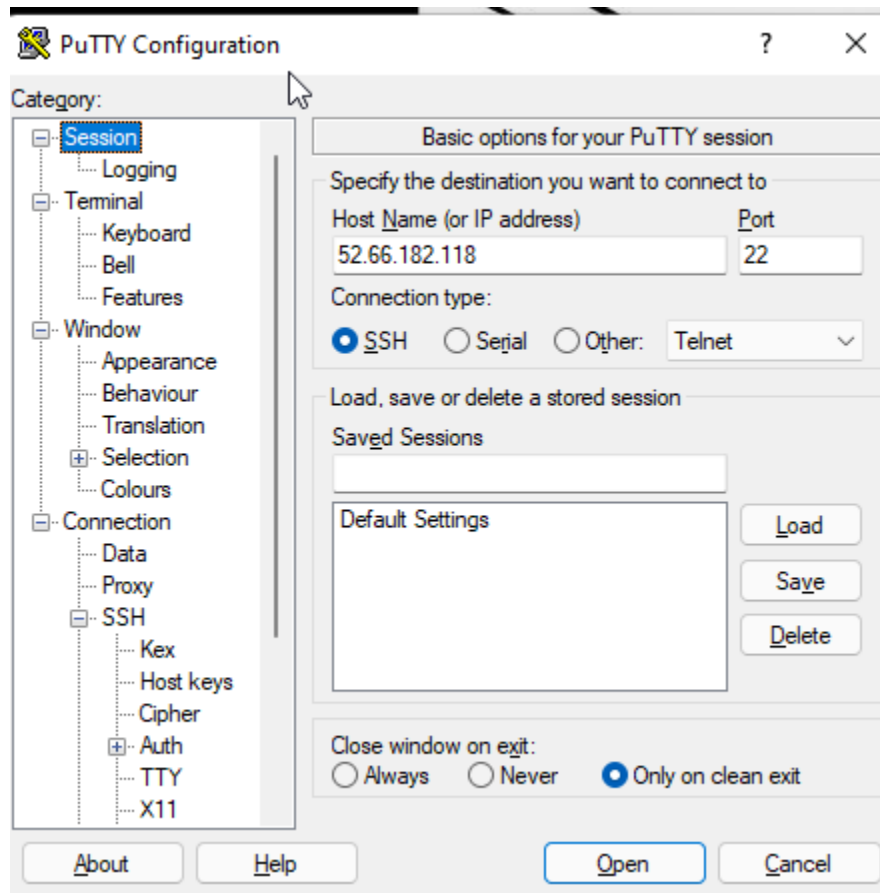 PuTTY Configuration
?
Category:
Session
Logging
Terminal
Keyboard
Bell
Features
Window
Appearance
Behaviour
Translation
Selection
Colours
Connection
Data
Proxy
SSH
Kex
Host keys
Cipher
Auth
TTY
X11
Basic options for your PuTTY session
Specify the destination you want to connect to
Host Name (or IP address) Port
52.66.182.118 22
Connection type:
SSH Serial Other: Telnet
Load, save or delete a stored session
Saved Sessions
Default Settings
Load
Save
Delete
Close window on exit:
Always Never Only on clean exit
About Help Open Cancel